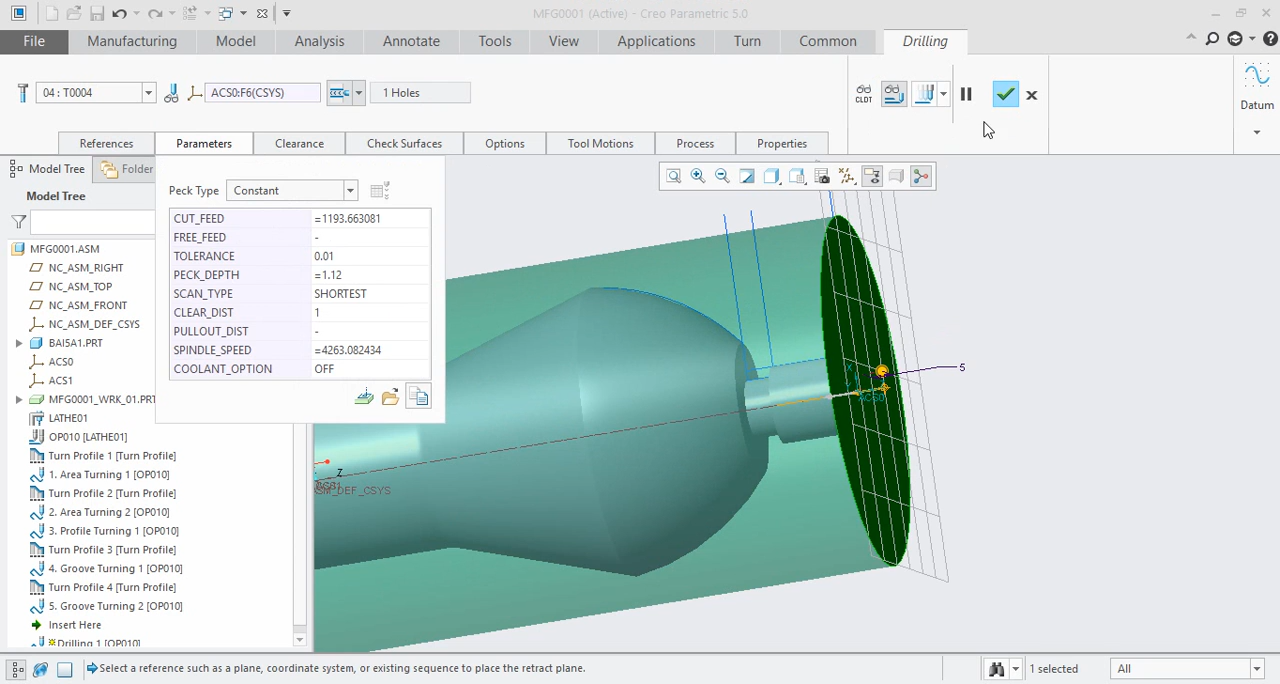 MFG0001 (Active) - Creo Parametric 5.0
File Manufacturing Model Analysis Annotate Tools View Applications Turn Common Drilling
04 : T0004 ACS0:F6(CSYS) 1 Holes CLDT Datum
References Parameters Clearance Check Surfaces Options Tool Motions Process Properties
Model Tree Folder
Model Tree
MFG0001.ASM
NC_ASM_RIGHT
NC_ASM_TOP
NC_ASM_FRONT
NC_ASM_DEF_CSYS
BAI5A1.PRT
ACS0
ACS1
MFG0001_WRK_01.PRT
LATHE01
OP010 [LATHE01]
Turn Profile 1 [Turn Profile]
1. Area Turning 1 [OP010]
Turn Profile 2 [Turn Profile]
2. Area Turning 2 [OP010]
3. Profile Turning 1 [OP010]
Turn Profile 3 [Turn Profile]
4. Groove Turning 1 [OP010]
Turn Profile 4 [Turn Profile]
5. Groove Turning 2 [OP010]
Insert Here
Drilling 1 [OP010]
Peck Type Constant
CUT_FEED =1193.663081
FREE_FEED -
TOLERANCE 0.01
PECK_DEPTH =1.12
SCAN_TYPE SHORTEST
CLEAR_DIST 1
PULLOUT_DIST -
SPINDLE_SPEED =4263.082434
COOLANT_OPTION OFF
5
X
ACS0
Z
SM_DEF_CSYS
Select a reference such as a plane, coordinate system, or existing sequence to place the retract plane. 1 selected All